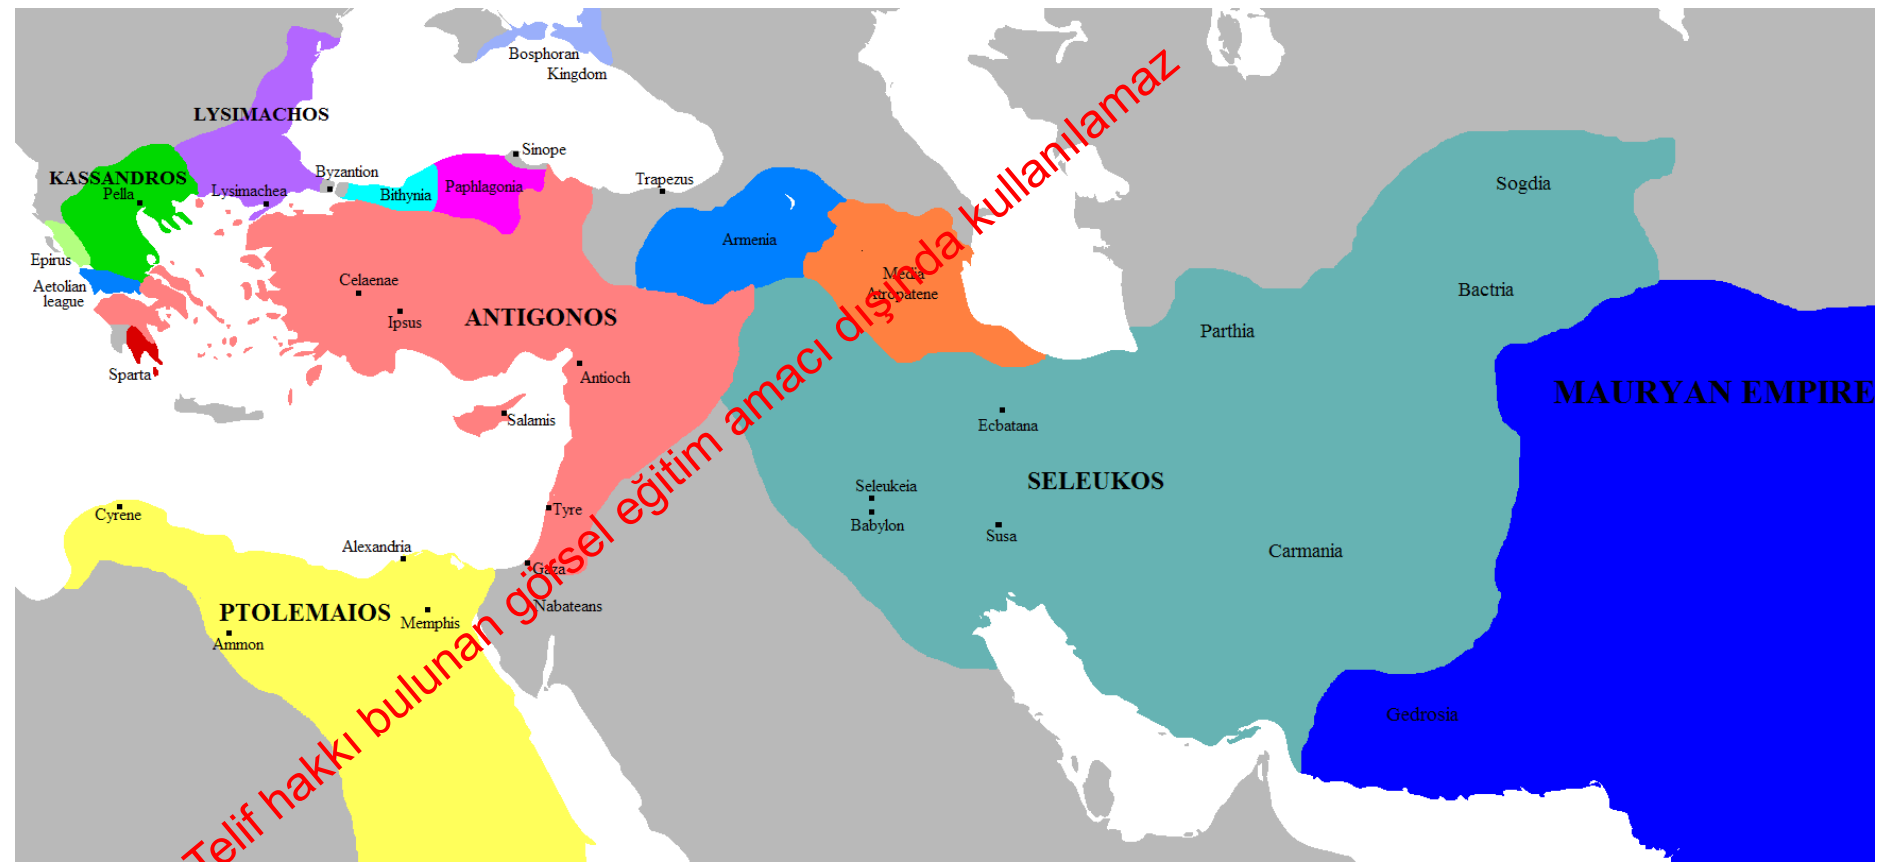 Bosphoran
Kingdom
LYSIMACHOS
Sinope
Byzantion
KASSANDROS
Trapezus
Pella
Lysimachea
Bithynia
Paphlagonia
Sogdia
Armenia
Epirus
Media
Atropatene
Aetolian
league
Celaenae
Bactria
Ipsus
ANTIGONOS
Parthia
Sparta
Antioch
MAURYAN EMPIRE
Salamis
Ecbatana
SELEUKOS
Seleukeia
Cyrene
Tyre
Babylon
Susa
Alexandria
Carmania
Gaza
PTOLEMAIOS
Memphis
Nabateans
Ammon
Gedrosia
Telif hakkı bulunan görsel eğitim amacı dışında kullanılamaz